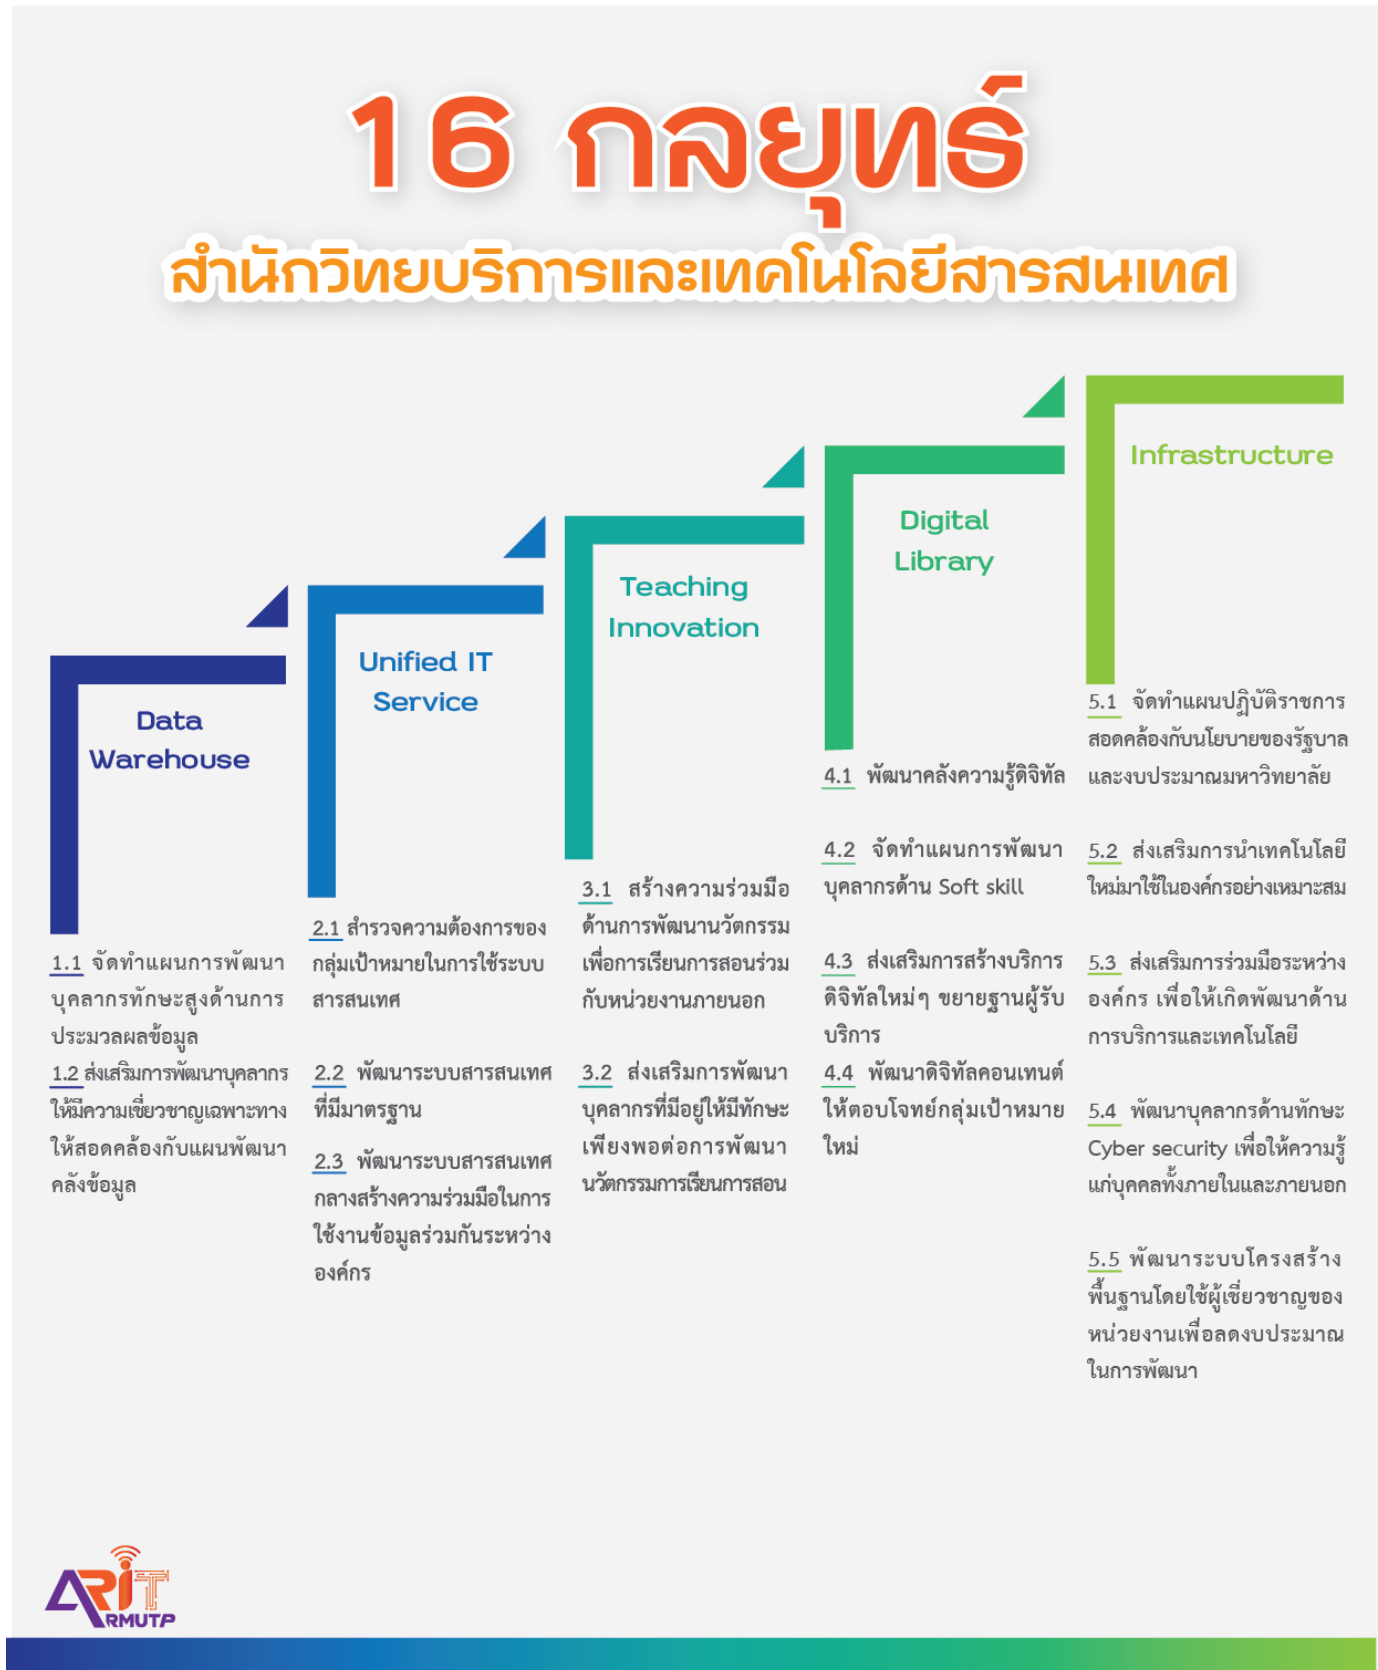 16 กลยุทธ์
สำนักวิทยบริการและเทคโนโลยีสารสนเทศ
Data
Warehouse
1.1 จัดทำแผนการพัฒนา
บุคลากรทักษะสูงด้านการ
ประมวลผลข้อมูล
1.2 ส่งเสริมการพัฒนาบุคลากร
ให้มีความเชี่ยวชาญเฉพาะทาง
ให้สอดคล้องกับแผนพัฒนา
คลังข้อมูล
Unified IT
Service
2.1 สำรวจความต้องการของ
กลุ่มเป้าหมายในการใช้ระบบ
สารสนเทศ
2.2 พัฒนาระบบสารสนเทศ
ที่มีมาตรฐาน
2.3 พัฒนาระบบสารสนเทศ
กลางสร้างความร่วมมือในการ
ใช้งานข้อมูลร่วมกันระหว่าง
องค์กร
Teaching
Innovation
3.1 สร้างความร่วมมือ
ด้านการพัฒนานวัตกรรม
เพื่อการเรียนการสอนร่วม
กับหน่วยงานภายนอก
3.2 ส่งเสริมการพัฒนา
บุคลากรที่มีอยู่ให้มีทักษะ
เพียงพอต่อการพัฒนา
นวัตกรรมการเรียนการสอน
Digital
Library
4.1 พัฒนาคลังความรู้ดิจิทัล
4.2 จัดทำแผนการพัฒนา
บุคลากรด้าน Soft skill
4.3 ส่งเสริมการสร้างบริการ
ดิจิทัลใหม่ๆ ขยายฐานผู้รับ
บริการ
4.4 พัฒนาดิจิทัลคอนเทนต์
ให้ตอบโจทย์กลุ่มเป้าหมาย
ใหม่
Infrastructure
5.1 จัดทำแผนปฏิบัติราชการ
สอดคล้องกับนโยบายของรัฐบาล
และงบประมาณมหาวิทยาลัย
5.2 ส่งเสริมการนำเทคโนโลยี
ใหม่มาใช้ในองค์กรอย่างเหมาะสม
5.3 ส่งเสริมการร่วมมือระหว่าง
องค์กร เพื่อให้เกิดพัฒนาด้าน
การบริการและเทคโนโลยี
5.4 พัฒนาบุคลากรด้านทักษะ
Cyber security เพื่อให้ความรู้
แก่บุคคลทั้งภายในและภายนอก
5.5 พัฒนาระบบโครงสร้าง
พื้นฐานโดยใช้ผู้เชี่ยวชาญของ
หน่วยงานเพื่อลดงบประมาณ
ในการพัฒนา
ARIT
RMUTP